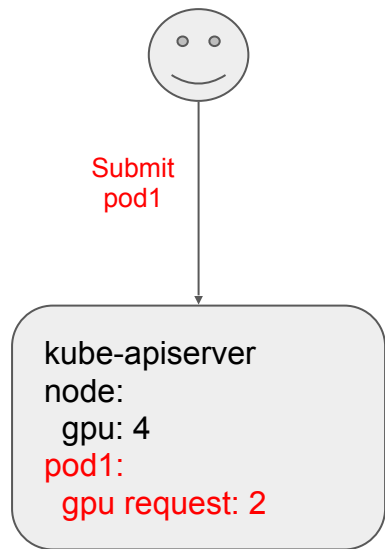 Submit
pod1
kube-apiserver
node:
gpu: 4
pod1:
gpu request: 2